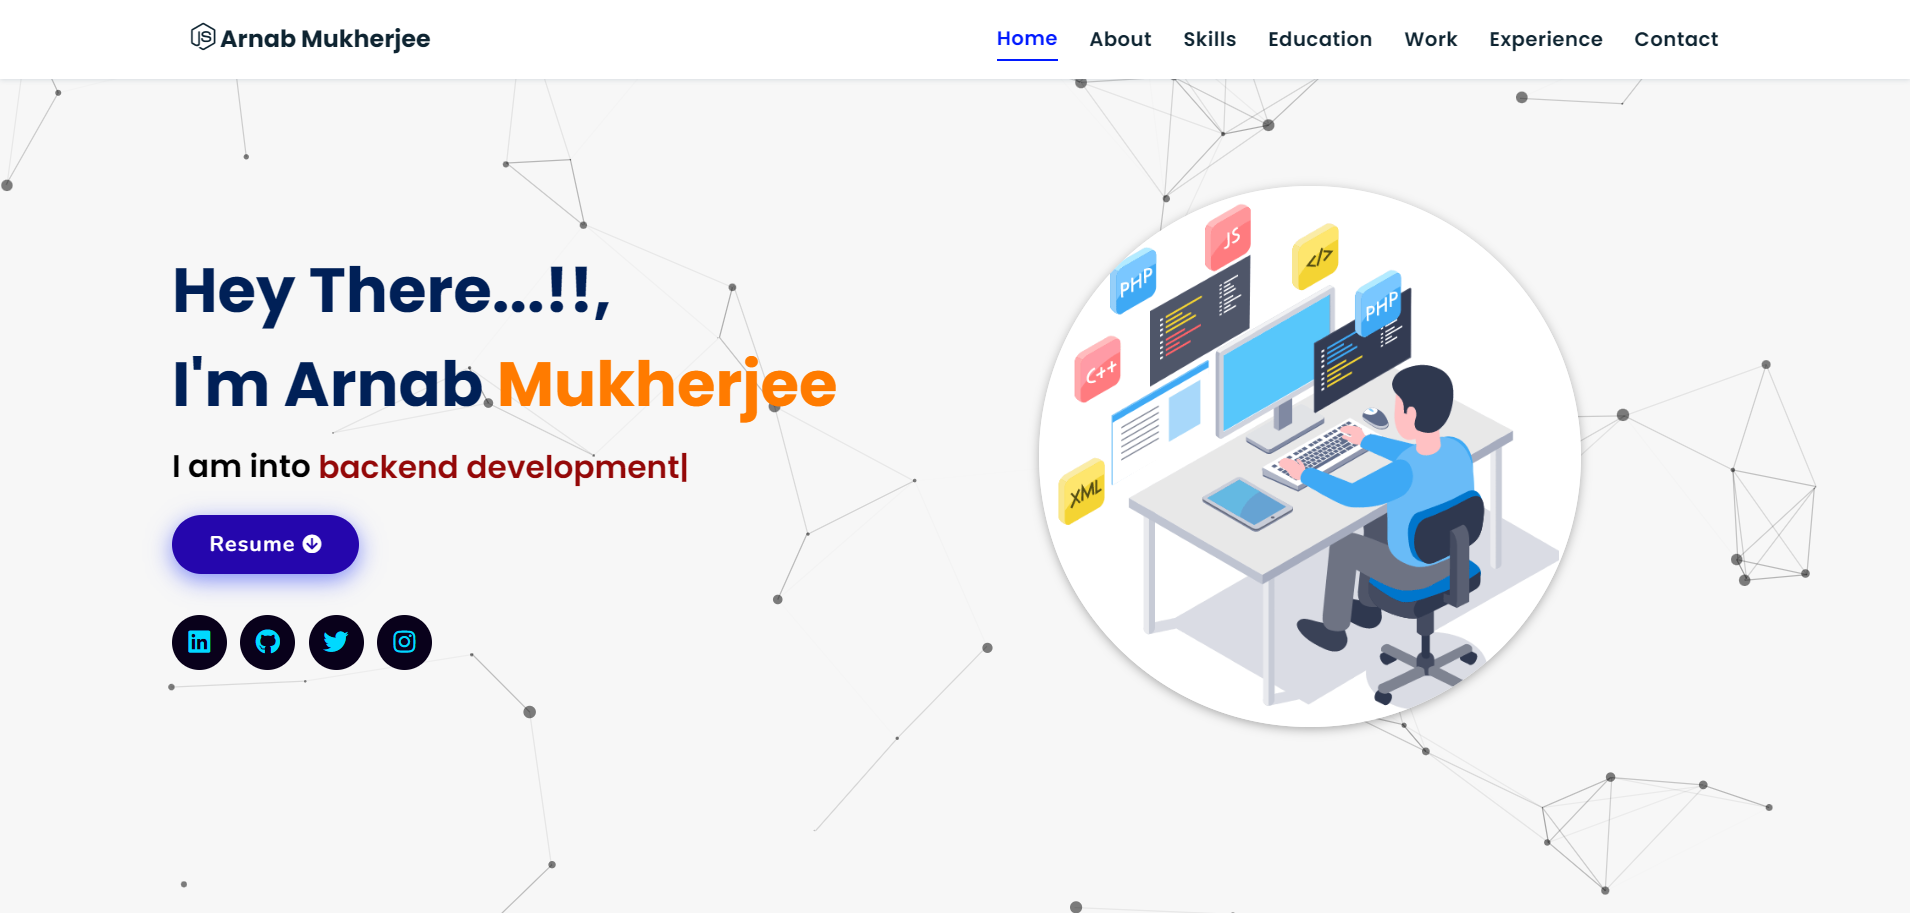 JS Arnab Mukherjee
Home About Skills Education Work Experience Contact
Hey There...!!,
I'm Arnab Mukherjee
I am into backend development|
Resume
JS
</>
PHP
PHP
C++
XML